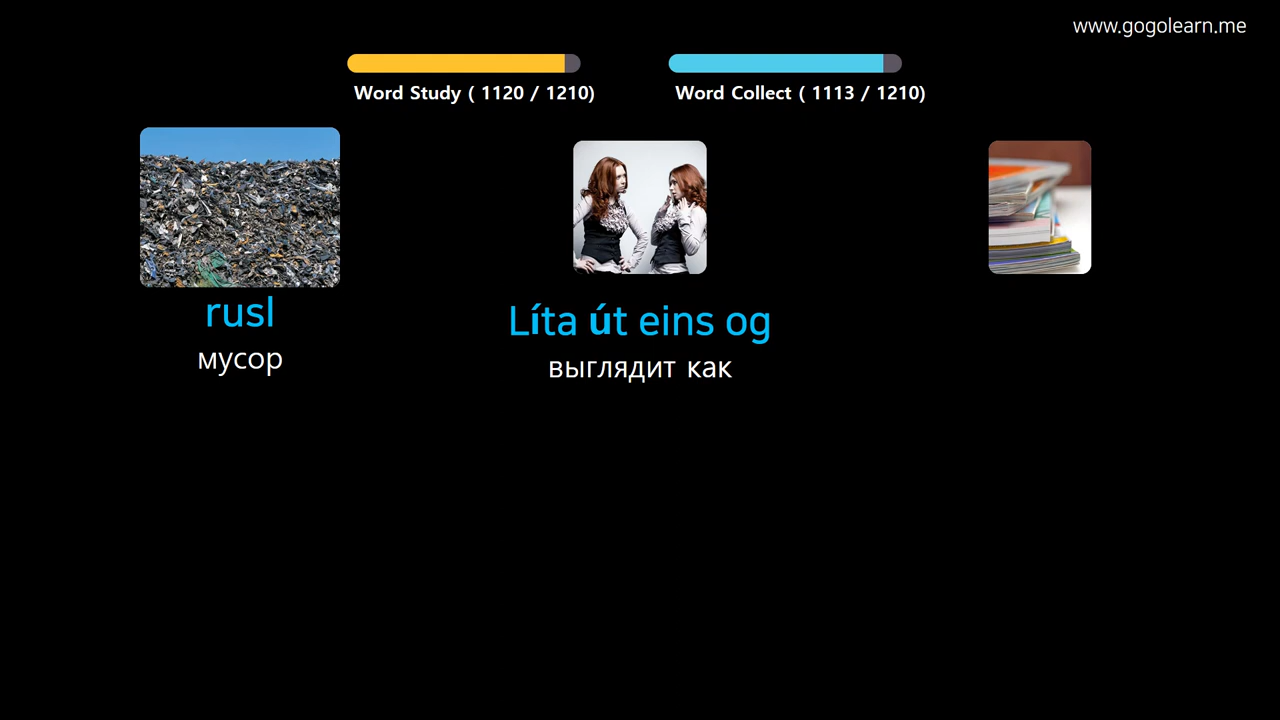 www.gogolearn.me
Word Study ( 1120 / 1210)
Word Collect ( 1113 / 1210)
rusl
мусор
Líta út eins og
выглядит как